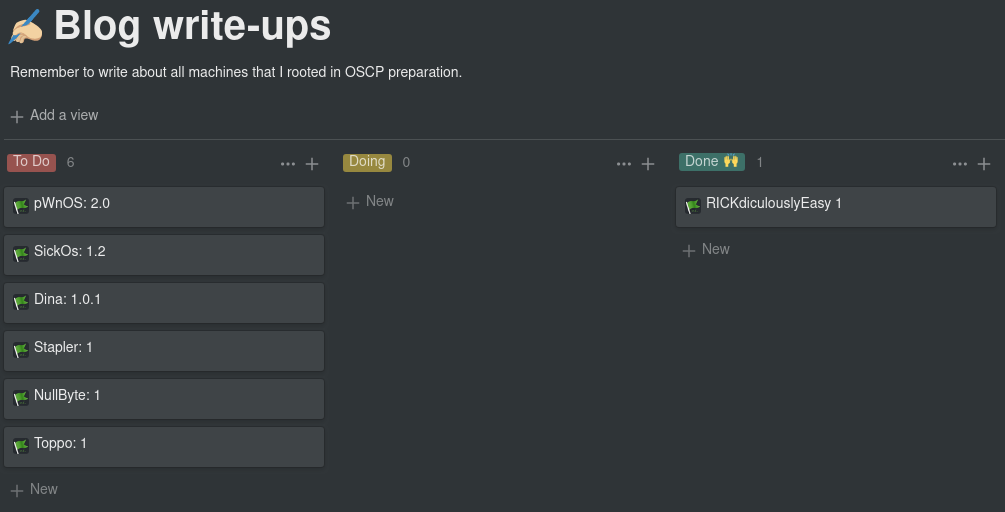 Blog write-ups
Remember to write about all machines that I rooted in OSCP preparation.
+ Add a view
To Do 6 ... +
pWnOS: 2.0
SickOs: 1.2
Dina: 1.0.1
Stapler: 1
NullByte: 1
Toppo: 1
+ New
Doing 0 ... +
+ New
Done 🙌 1 ... +
RICKdiculouslyEasy 1
+ New